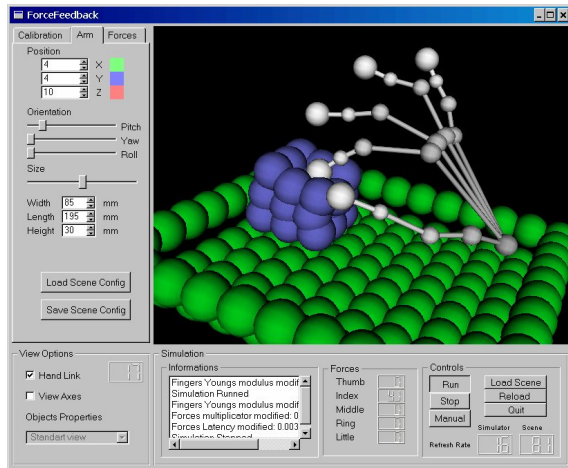 ForceFeedback
Calibration Arm Forces
Position
4 X
4 Y
10 Z
Orientation
Pitch
Yaw
Roll
Size
Width 85 mm
Length 195 mm
Height 30 mm
Load Scene Config
Save Scene Config
View Options
Hand Link 17
View Axes
Objects Properties
Standart view
Simulation
Informations
Fingers Youngs modulus modif
Simulation Runned
Fingers Youngs modulus modif
Forces multiplicator modified: 0
Forces Latency modified: 0.003
Simulation Stopped
Forces
Thumb
Index
Middle
Ring
Little
Controls
Run
Stop
Manual
Load Scene
Reload
Quit
Simulator Scene
Refresh Rate 16 81